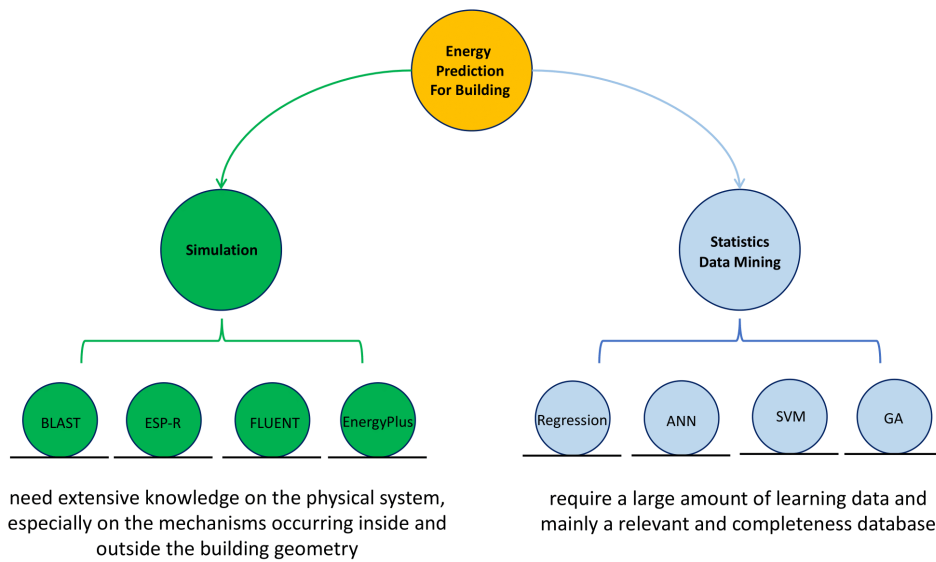 Energy
Prediction
For Building
Simulation
Statistics
Data Mining
BLAST
ESP-R
FLUENT
EnergyPlus
Regression
ANN
SVM
GA
need extensive knowledge on the physical system,
especially on the mechanisms occurring inside and
outside the building geometry
require a large amount of learning data and
mainly a relevant and completeness database